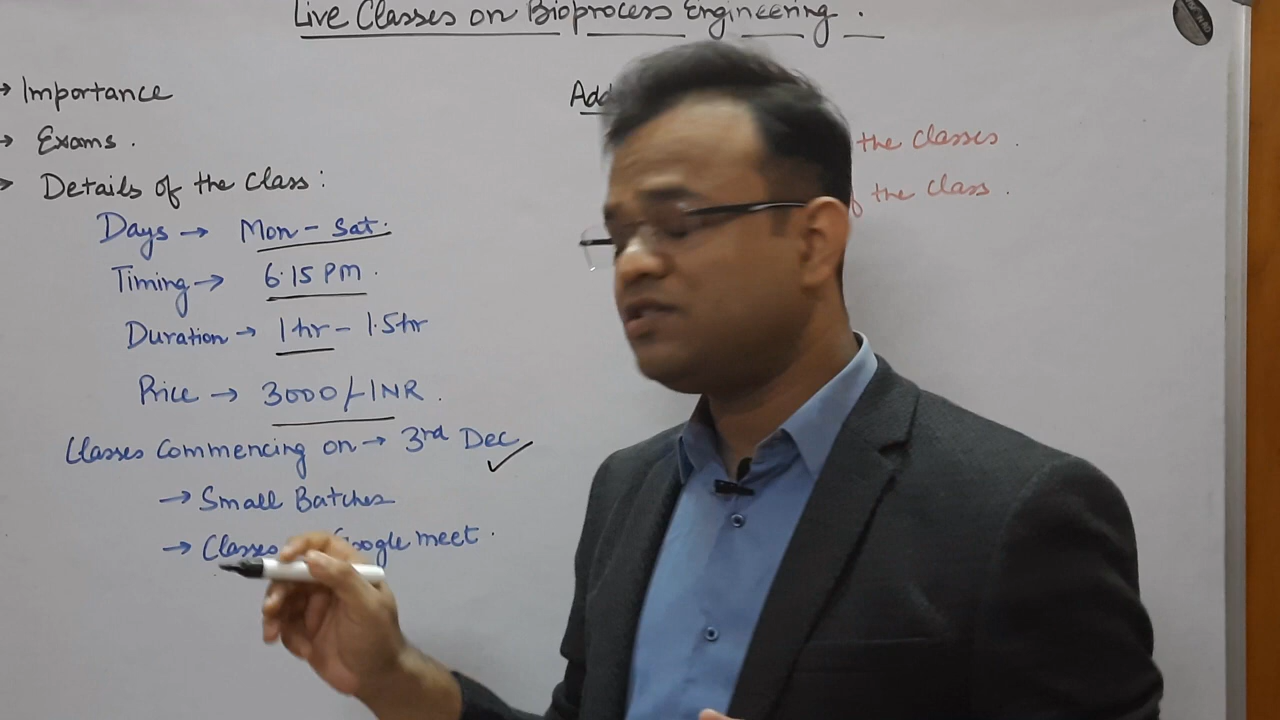 Live Classes on Bioprocess Engineering.
→ Importance
→ Exams.
→ Details of the class:
Days → Mon - Sat.
Timing → 6.15 PM.
Duration → 1 hr - 1.5 hr
Price → 3000/- INR.
Classes Commencing on → 3rd Dec ✓
→ Small Batches
→ Classes Google meet.
Add
the classes.
the class.